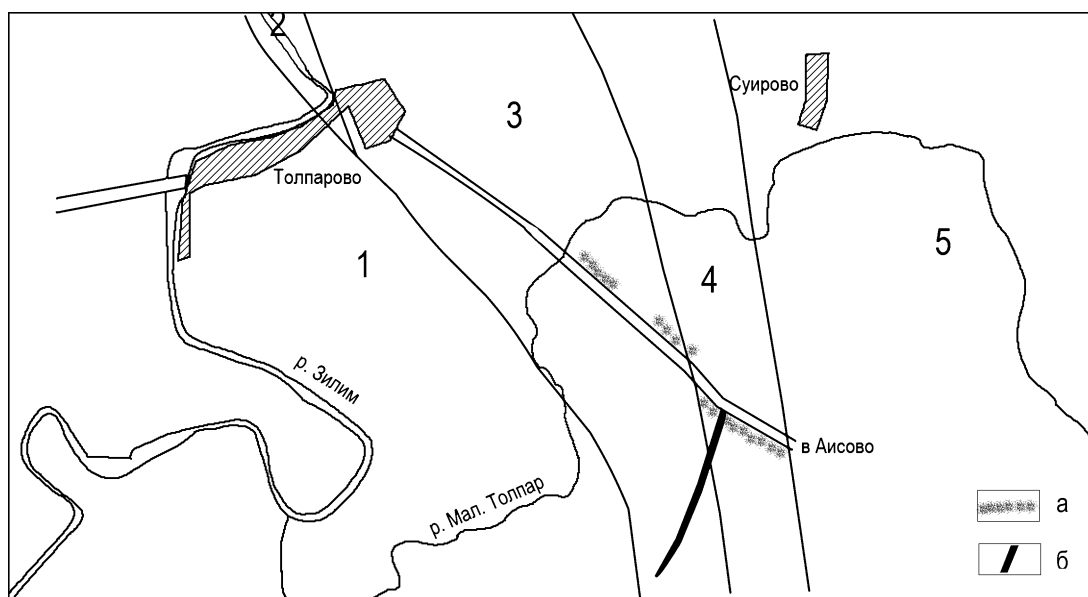 2
3
Суирово
Толпарово
1
4
5
р. Зилим
в Аисово
р. Мал. Толпар
а
б